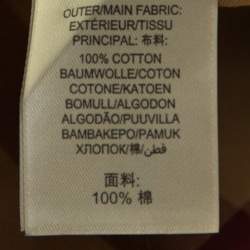 OUTER/MAIN FABRIC:
EXTÉRIEUR/TISSU
PRINCIPAL: 布料:
100% COTTON
BAUMWOLLE/COTON
COTONE/KATOEN
BOMULL/ALGODON
ALGODÃO/PUUVILLA
BAMBAKEPO/PAMUK
ХЛОПОК/棉/قطن
面料:
100% 棉